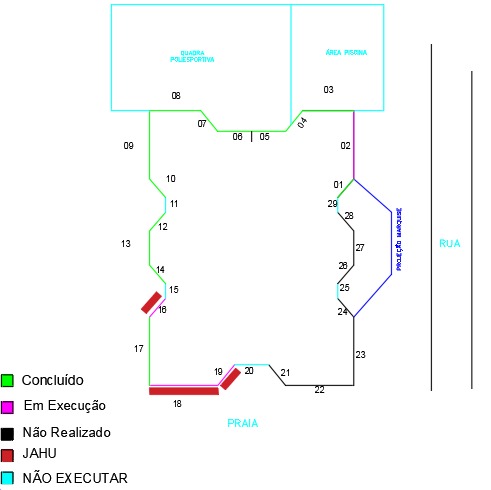 QUADRA
POLIESPORTIVA
ÁREA PISCINA
08
03
07
06
05
04
09
02
10
01
11
29
12
28
13
27
14
26
15
25
16
24
17
23
18
19
20
21
22
PROJEÇÃO MARQUISE
RUA
PRAIA
Concluído
Em Execução
Não Realizado
JAHU
NÃO EXECUTAR